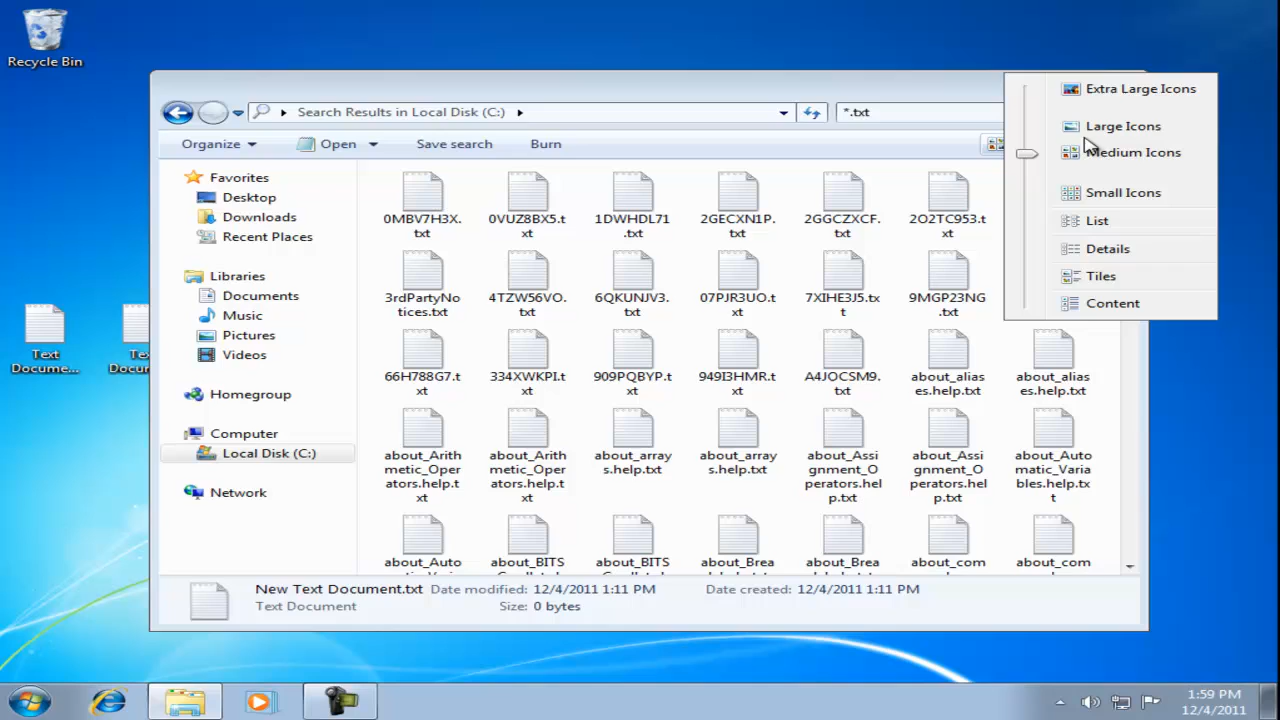 Recycle Bin
Text
Docume...
Tex
Docur
Search Results in Local Disk (C:)
*.txt
Organize
Open
Save search
Burn
Extra Large Icons
Large Icons
Medium Icons
Small Icons
List
Details
Tiles
Content
Favorites
Desktop
Downloads
Recent Places
Libraries
Documents
Music
Pictures
Videos
Homegroup
Computer
Local Disk (C:)
Network
0MBV7H3X.
txt
0VUZ8BX5.t
xt
1DWHDL71
.txt
2GECXN1P.
txt
2GGCZXCF.
txt
2O2TC953.t
xt
3rdPartyNo
tices.txt
4TZW56VO.
txt
6QKUNJV3.
txt
07PJR3UO.t
xt
7XIHE3J5.tx
t
9MGP23NG
.txt
66H788G7.t
xt
334XWKPI.t
xt
909PQBYP.t
xt
949I3HMR.t
xt
A4JOCSM9.
txt
about_alias
es.help.txt
about_alias
es.help.txt
about_Arith
metic_Oper
ators.help.t
xt
about_Arith
metic_Oper
ators.help.t
xt
about_array
s.help.txt
about_array
s.help.txt
about_Assi
gnment_O
perators.hel
p.txt
about_Assi
gnment_O
perators.hel
p.txt
about_Auto
matic_Varia
bles.help.tx
t
about_Auto
about_BITS
about_BITS
about_Brea
about_Brea
about_com
about_com
New Text Document.txt Date modified: 12/4/2011 1:11 PM Date created: 12/4/2011 1:11 PM
Text Document Size: 0 bytes
1:59 PM
12/4/2011